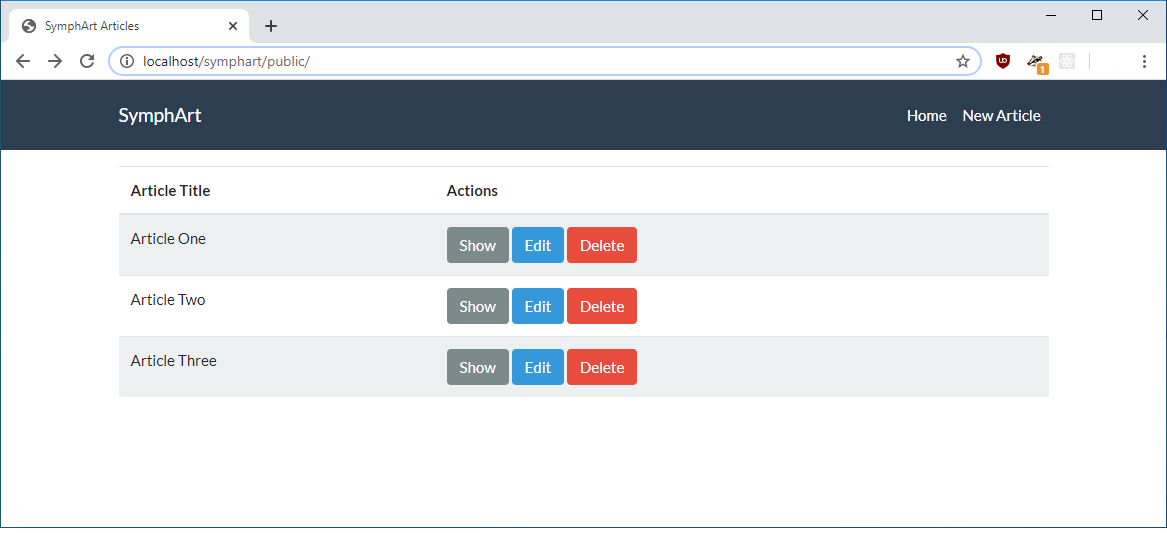 SymphArt Articles
localhost/symphart/public/
1
SymphArt Home New Article
Article Title Actions
Article One Show Edit Delete
Article Two Show Edit Delete
Article Three Show Edit Delete